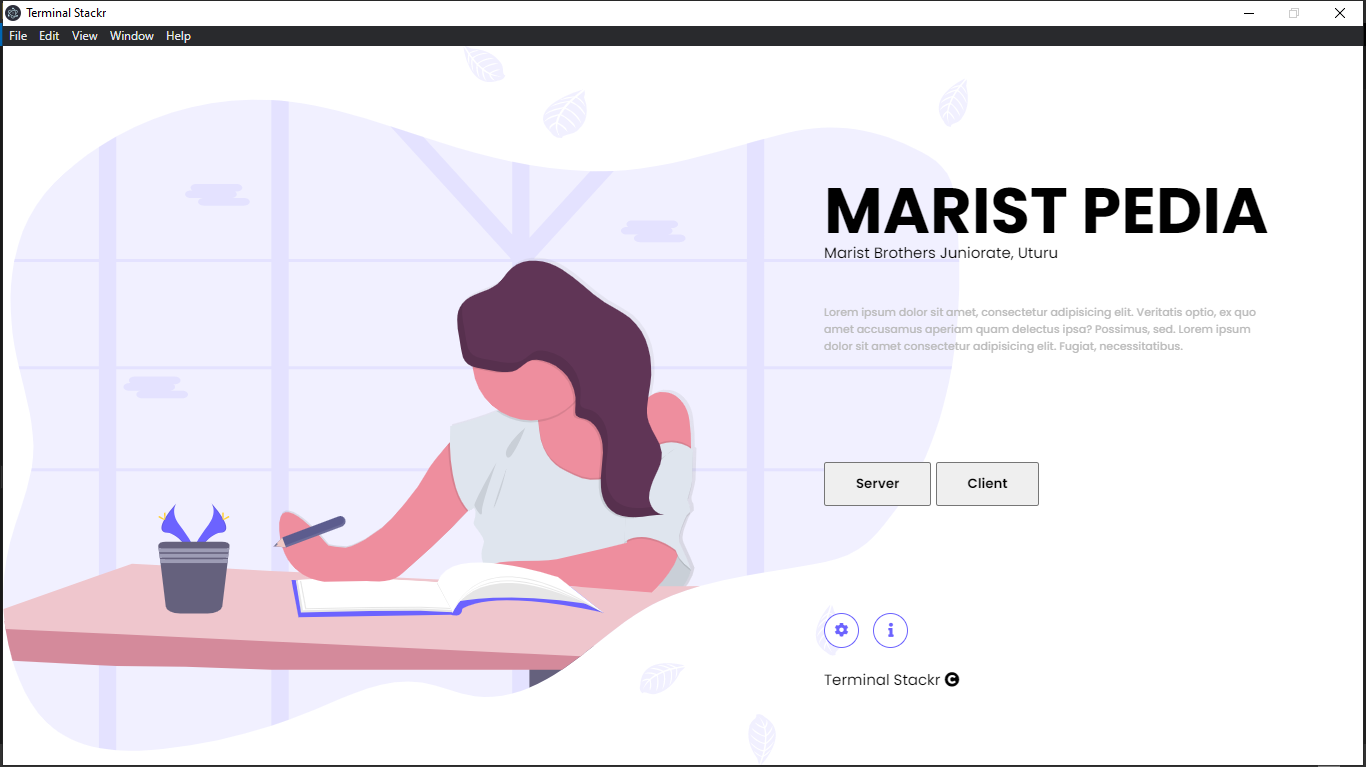 Terminal Stackr
File Edit View Window Help
MARIST PEDIA
Marist Brothers Juniorate, Uturu
Lorem ipsum dolor sit amet, consectetur adipisicing elit. Veritatis optio, ex quo
amet accusamus aperiam quam delectus ipsa? Possimus, sed. Lorem ipsum
dolor sit amet consectetur adipisicing elit. Fugiat, necessitatibus.
Server Client
Terminal Stackr